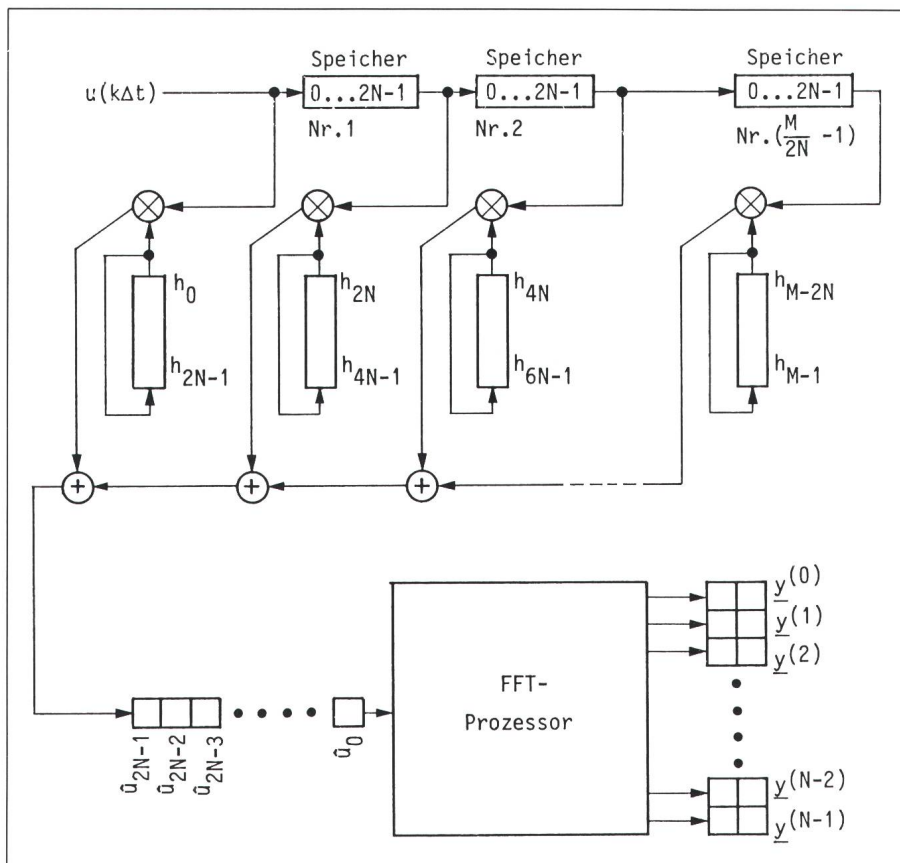 Speicher Speicher Speicher
u(kΔt) 0...2N-1 0...2N-1 0...2N-1
Nr.1 Nr.2 Nr.(M/2N -1)
h0 h2N h4N hM-2N
h2N-1 h4N-1 h6N-1 hM-1
+ + +
y(0)
y(1)
y(2)
FFT-
Prozessor
û2N-1 û2N-2 û2N-3 û0
y(N-2)
y(N-1)